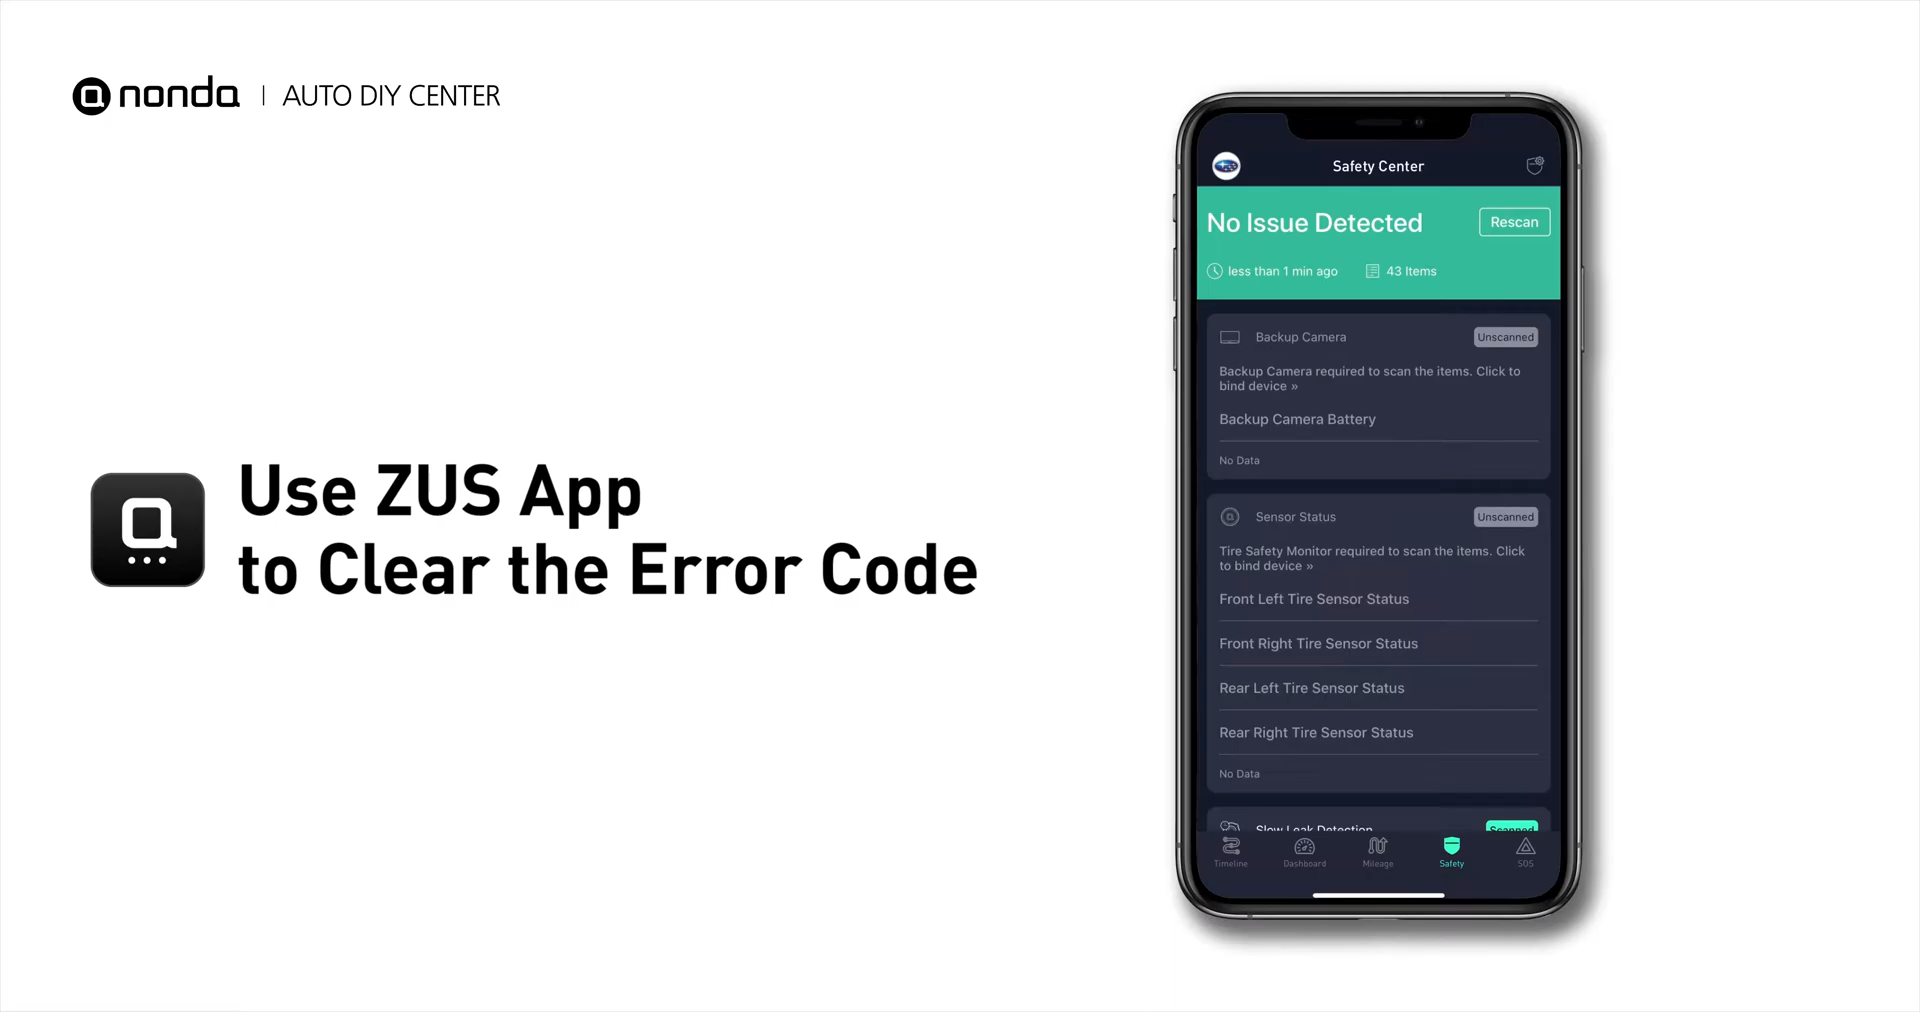 nonda | AUTO DIY CENTER
Use ZUS App
to Clear the Error Code
Safety Center
No Issue Detected
Rescan
less than 1 min ago
43 Items
Backup Camera
Unscanned
Backup Camera required to scan the items. Click to
bind device »
Backup Camera Battery
No Data
Sensor Status
Unscanned
Tire Safety Monitor required to scan the items. Click
to bind device »
Front Left Tire Sensor Status
Front Right Tire Sensor Status
Rear Left Tire Sensor Status
Rear Right Tire Sensor Status
No Data
Slow Leak Detection
Scanned
Timeline
Dashboard
Mileage
Safety
SOS